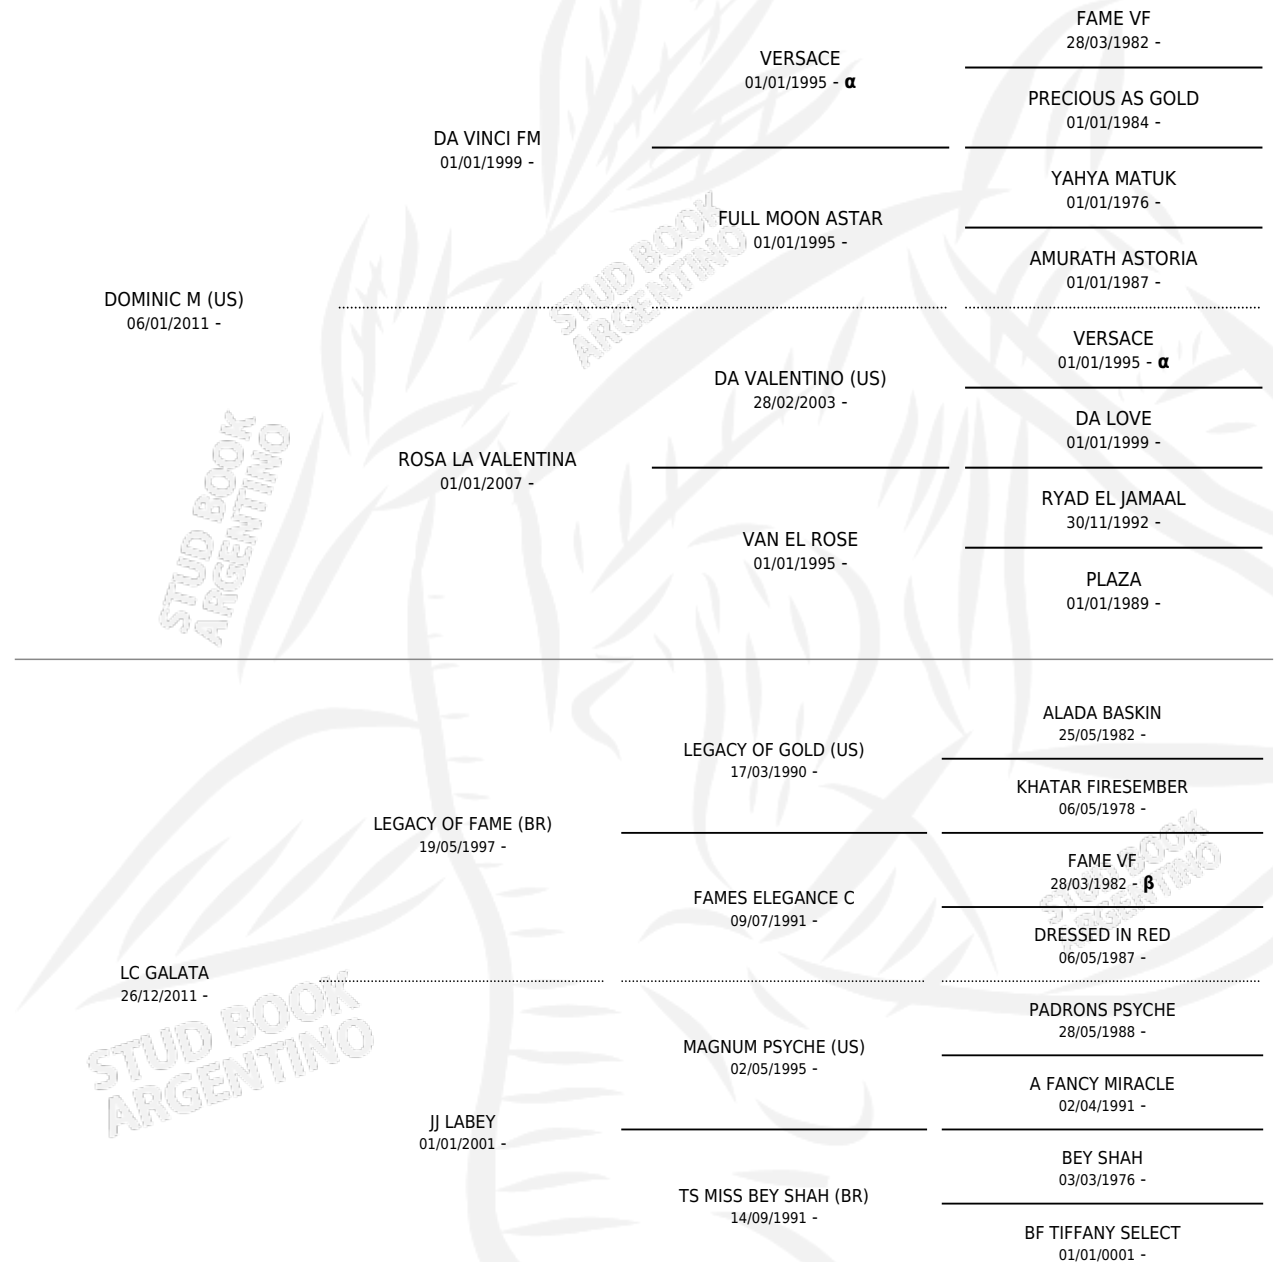 FAME VF
28/03/1982 -
VERSACE
01/01/1995 - α
PRECIOUS AS GOLD
01/01/1984 -
DA VINCI FM
01/01/1999 -
YAHYA MATUK
01/01/1976 -
FULL MOON ASTAR
01/01/1995 -
AMURATH ASTORIA
01/01/1987 -
DOMINIC M (US)
06/01/2011 -
VERSACE
01/01/1995 - α
DA VALENTINO (US)
28/02/2003 -
DA LOVE
01/01/1999 -
ROSA LA VALENTINA
01/01/2007 -
RYAD EL JAMAAL
30/11/1992 -
VAN EL ROSE
01/01/1995 -
PLAZA
01/01/1989 -
ALADA BASKIN
25/05/1982 -
LEGACY OF GOLD (US)
17/03/1990 -
KHATAR FIRESEMBER
06/05/1978 -
LEGACY OF FAME (BR)
19/05/1997 -
FAME VF
28/03/1982 - β
FAMES ELEGANCE C
09/07/1991 -
DRESSED IN RED
06/05/1987 -
LC GALATA
26/12/2011 -
PADRONS PSYCHE
28/05/1988 -
MAGNUM PSYCHE (US)
02/05/1995 -
A FANCY MIRACLE
02/04/1991 -
JJ LABEY
01/01/2001 -
BEY SHAH
03/03/1976 -
TS MISS BEY SHAH (BR)
14/09/1991 -
BF TIFFANY SELECT
01/01/0001 -
STUD BOOK
ARGENTINO
STUD BOOK
ARGENTINO
STUD BOOK
ARGENTINO
STUD BOOK
ARGENTINO